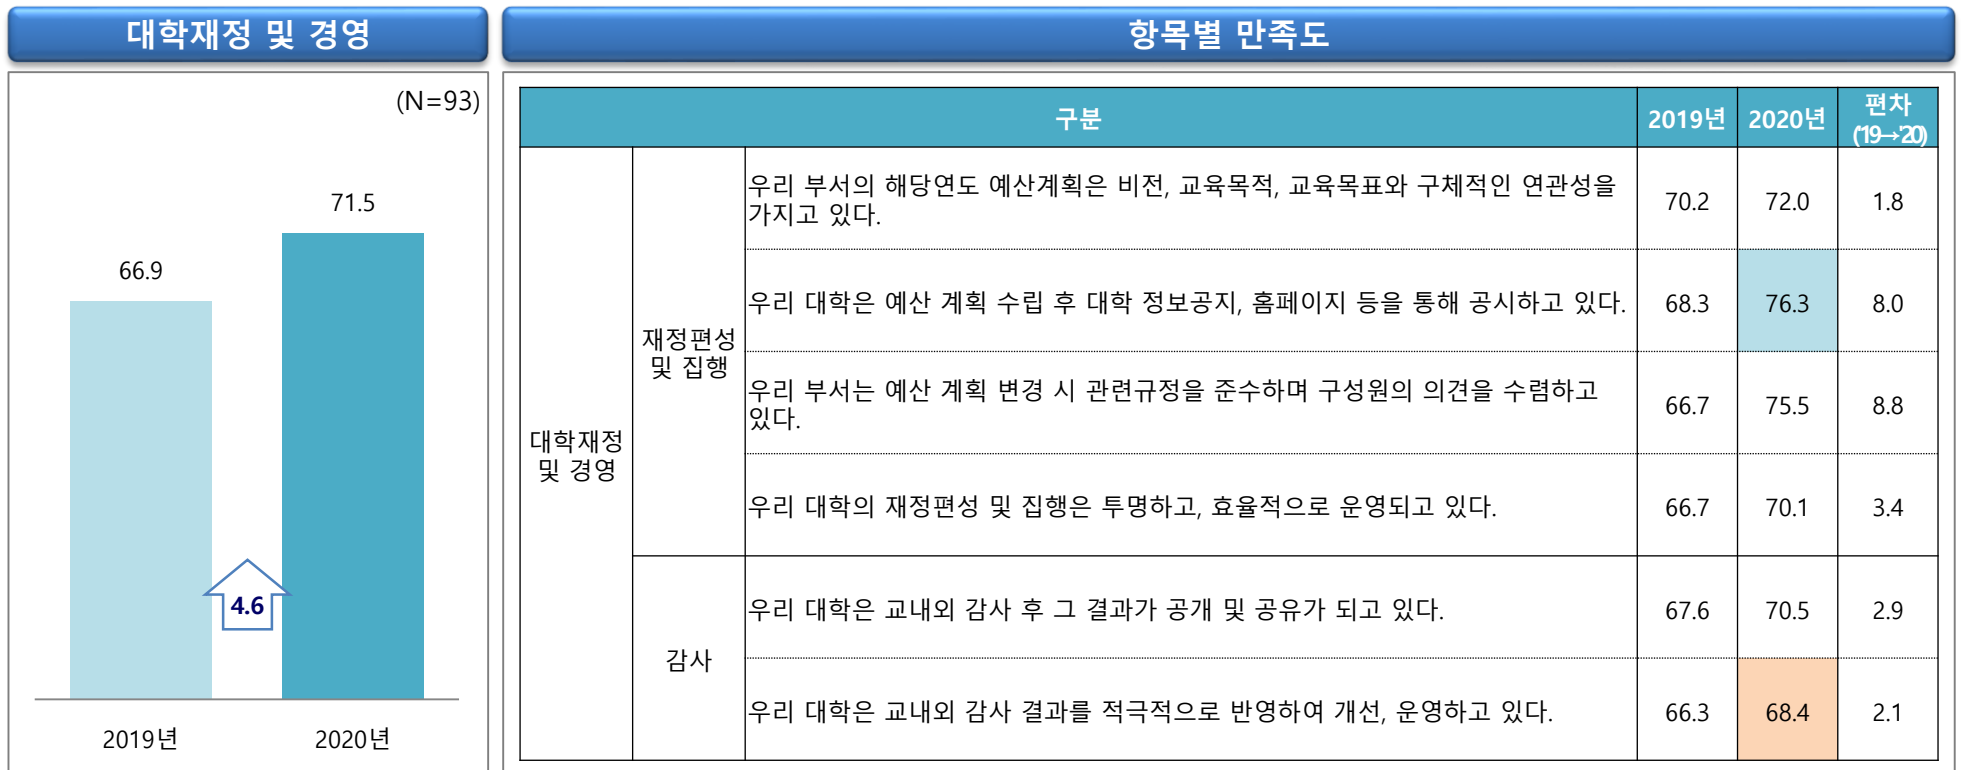 대학재정 및 경영
(N=93)
71.5
66.9
4.6
2019년 2020년
항목별 만족도
구분 2019년 2020년 편차
('19→'20)
대학재정
및 경영
재정편성
및 집행
우리 부서의 해당연도 예산계획은 비전, 교육목적, 교육목표와 구체적인 연관성을
가지고 있다.
70.2 72.0 1.8
우리 대학은 예산 계획 수립 후 대학 정보공지, 홈페이지 등을 통해 공시하고 있다. 68.3 76.3 8.0
우리 부서는 예산 계획 변경 시 관련규정을 준수하며 구성원의 의견을 수렴하고
있다.
66.7 75.5 8.8
우리 대학의 재정편성 및 집행은 투명하고, 효율적으로 운영되고 있다. 66.7 70.1 3.4
감사
우리 대학은 교내외 감사 후 그 결과가 공개 및 공유가 되고 있다. 67.6 70.5 2.9
우리 대학은 교내외 감사 결과를 적극적으로 반영하여 개선, 운영하고 있다. 66.3 68.4 2.1